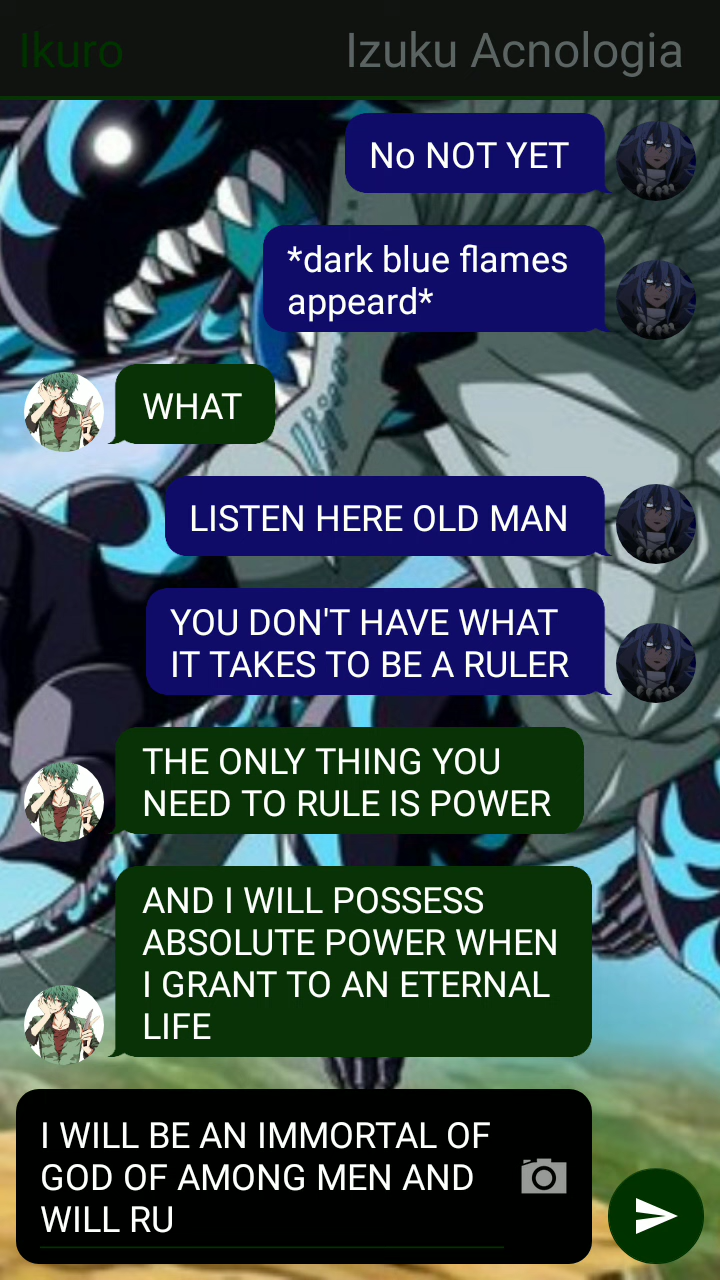 Ikuro
Izuku Acnologia
No NOT YET
*dark blue flames
appeard*
WHAT
LISTEN HERE OLD MAN
YOU DON'T HAVE WHAT
IT TAKES TO BE A RULER
THE ONLY THING YOU
NEED TO RULE IS POWER
AND I WILL POSSESS
ABSOLUTE POWER WHEN
I GRANT TO AN ETERNAL
LIFE
I WILL BE AN IMMORTAL OF
GOD OF AMONG MEN AND
WILL RU